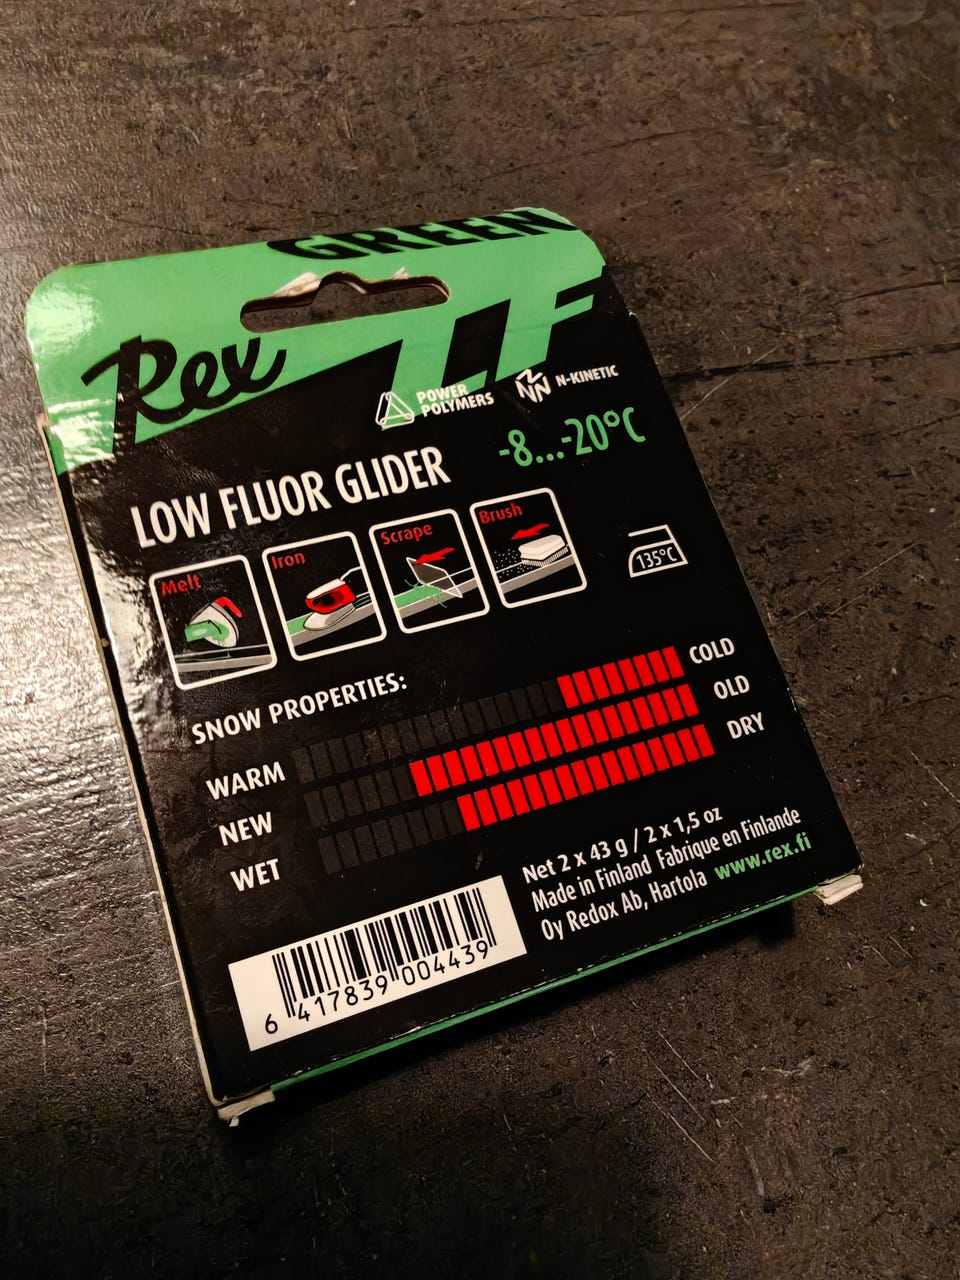 GREEN
Rex LF
POWER POLYMERS
N-KINETIC
LOW FLUOR GLIDER -8...-20°C
Melt Iron Scrape Brush
135°C
SNOW PROPERTIES:
WARM COLD
NEW OLD
WET DRY
Net 2 x 43 g / 2 x 1,5 oz
Made in Finland Fabrique en Finlande
Oy Redox Ab, Hartola www.rex.fi
6 417839 004439